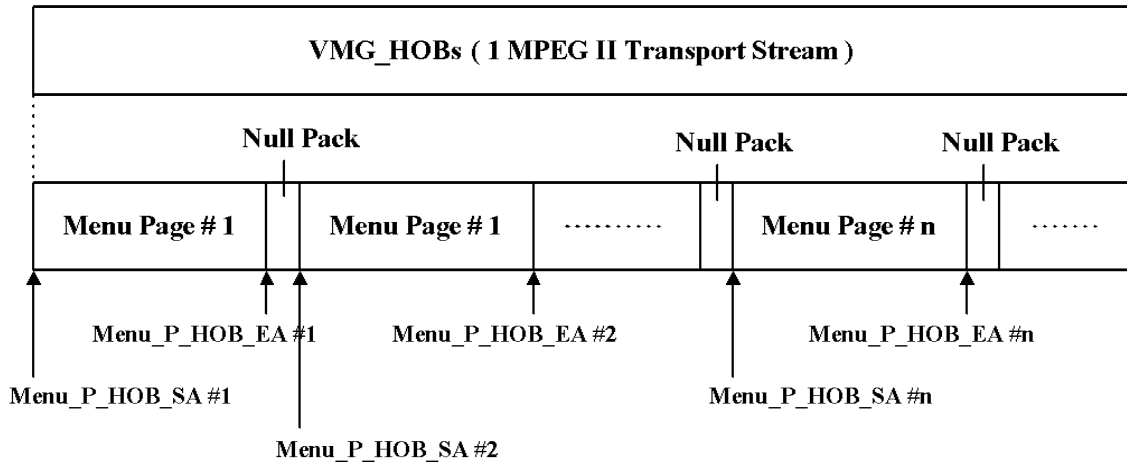 VMG_HOBs ( 1 MPEG II Transport Stream )
Null Pack
Null Pack
Null Pack
Menu Page # 1
Menu Page # 1
..........
Menu Page # n
.......
Menu_P_HOB_EA #1
Menu_P_HOB_EA #2
Menu_P_HOB_EA #n
Menu_P_HOB_SA #1
Menu_P_HOB_SA #n
Menu_P_HOB_SA #2